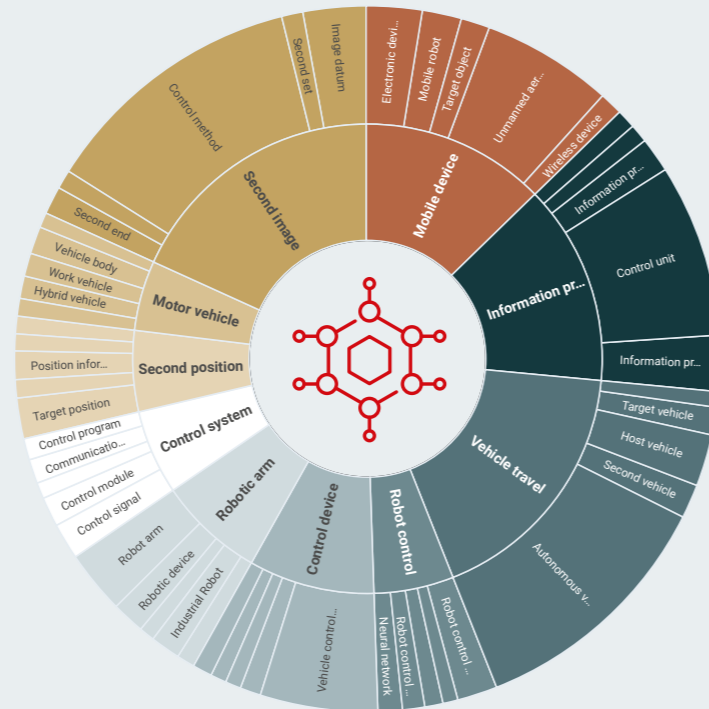 Mobile device
Electronic devi...
Mobile robot
Target object
Unmanned aer...
Wireless device
Information pr...
Information pr...
Control unit
Information pr...
Vehicle travel
Target vehicle
Host vehicle
Second vehicle
Autonomous v...
Robot control
Robot control ...
Robot control ...
Neural network
Control device
Vehicle control...
Robotic arm
Industrial Robot
Robotic device
Robot arm
Control system
Control signal
Control module
Communicatio...
Control program
Second position
Target position
Position infor...
Motor vehicle
Hybrid vehicle
Work vehicle
Vehicle body
Second image
Second end
Control method
Second set
Image datum